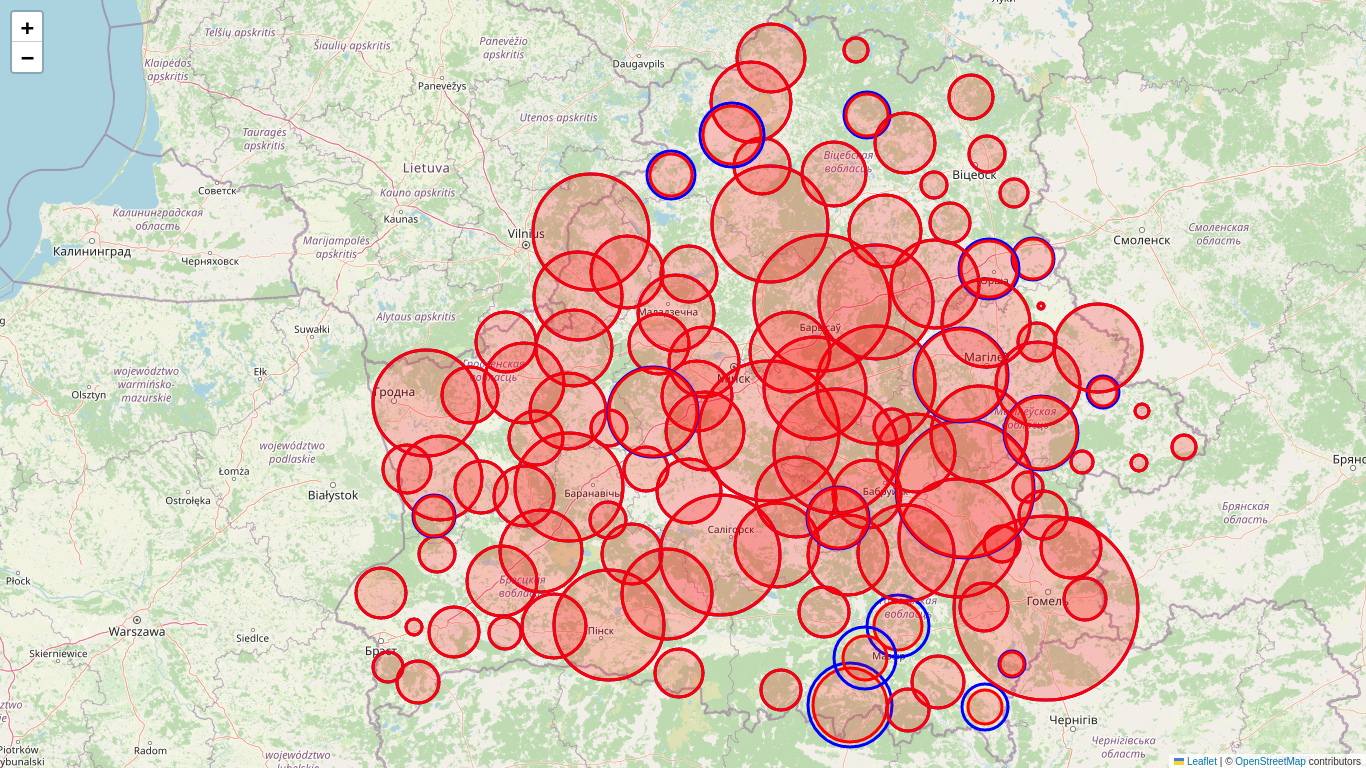 +
−
Telšių apskritis
Šiaulių apskritis
Panevėžio
apskritis
Daugavpils
Klaipėdos
apskritis
Panevėžys
Utenos apskritis
Tauragės
apskritis
Lietuva
Віцебская
вобласць
Советск
Kauno apskritis
Віцебск
Калининградская
область
Kaunas
Vilnius
Смоленск
Смоленская
область
Калининград
Marijampolės
apskritis
Черняховск
Орша
Alytaus apskritis
Маладзечна
Suwałki
Барысаў
Магілёў
Гродзенская
вобласць
Мінск
województwo
warmińsko-
mazurskie
Ełk
Гродна
Olsztyn
Магілёўская
вобласць
województwo
podlaskie
Łomża
Ostrołęka
Białystok
Баранавічы
Бабруйск
Салігорск
Брянская
область
Płock
Брэсцкая
вобласць
Гомель
вобласць
Warszawa
Siedlce
Пінск
Skierniewice
Брэст
Мазыр
Чернігів
Radom
województwo
lubelskie
Чернігівська
область
Piotrków
Leaflet | © OpenStreetMap contributors